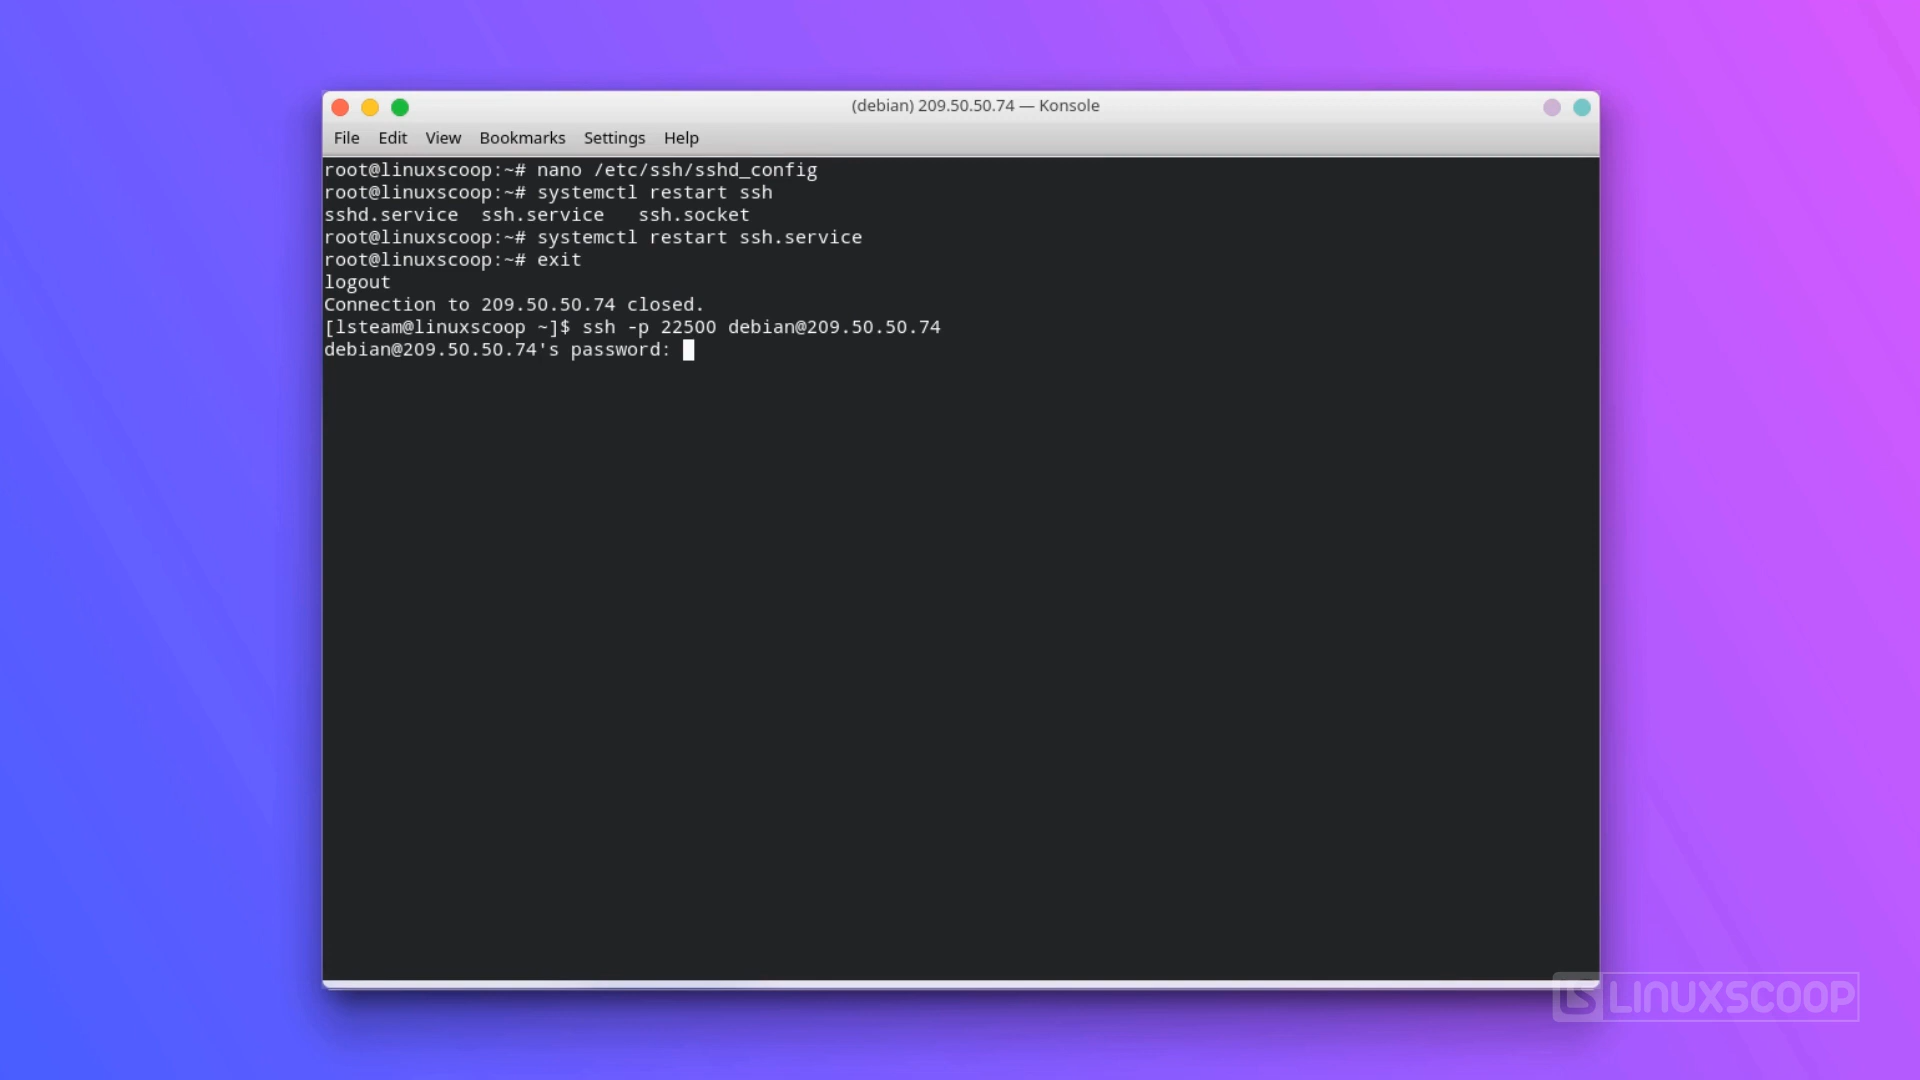 (debian) 209.50.50.74 — Konsole
File Edit View Bookmarks Settings Help
root@linuxscoop:~# nano /etc/ssh/sshd_config
root@linuxscoop:~# systemctl restart ssh
sshd.service  ssh.service   ssh.socket
root@linuxscoop:~# systemctl restart ssh.service
root@linuxscoop:~# exit
logout
Connection to 209.50.50.74 closed.
[lsteam@linuxscoop ~]$ ssh -p 22500 debian@209.50.50.74
debian@209.50.50.74's password:
LS LINUXSCOOP